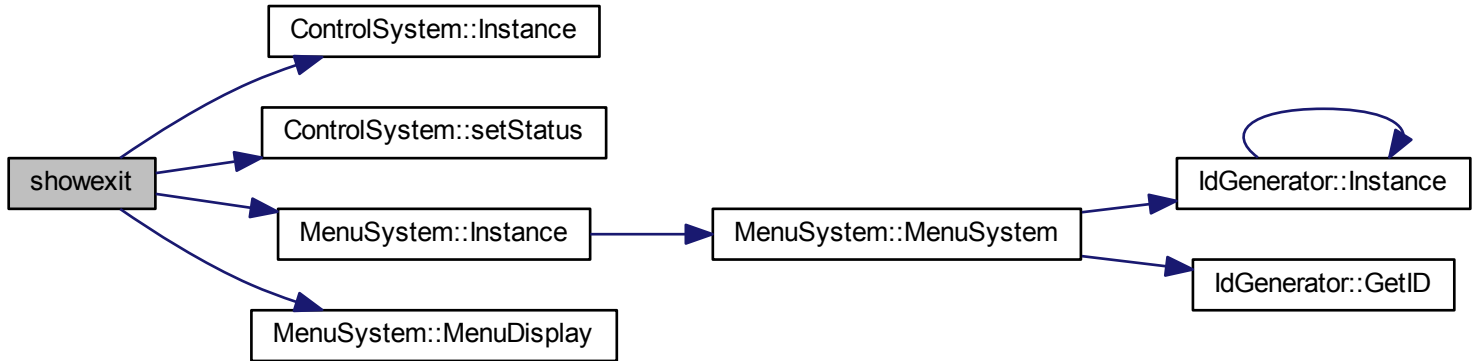 ControlSystem::Instance
ControlSystem::setStatus
showexit
IdGenerator::Instance
MenuSystem::Instance
MenuSystem::MenuSystem
IdGenerator::GetID
MenuSystem::MenuDisplay